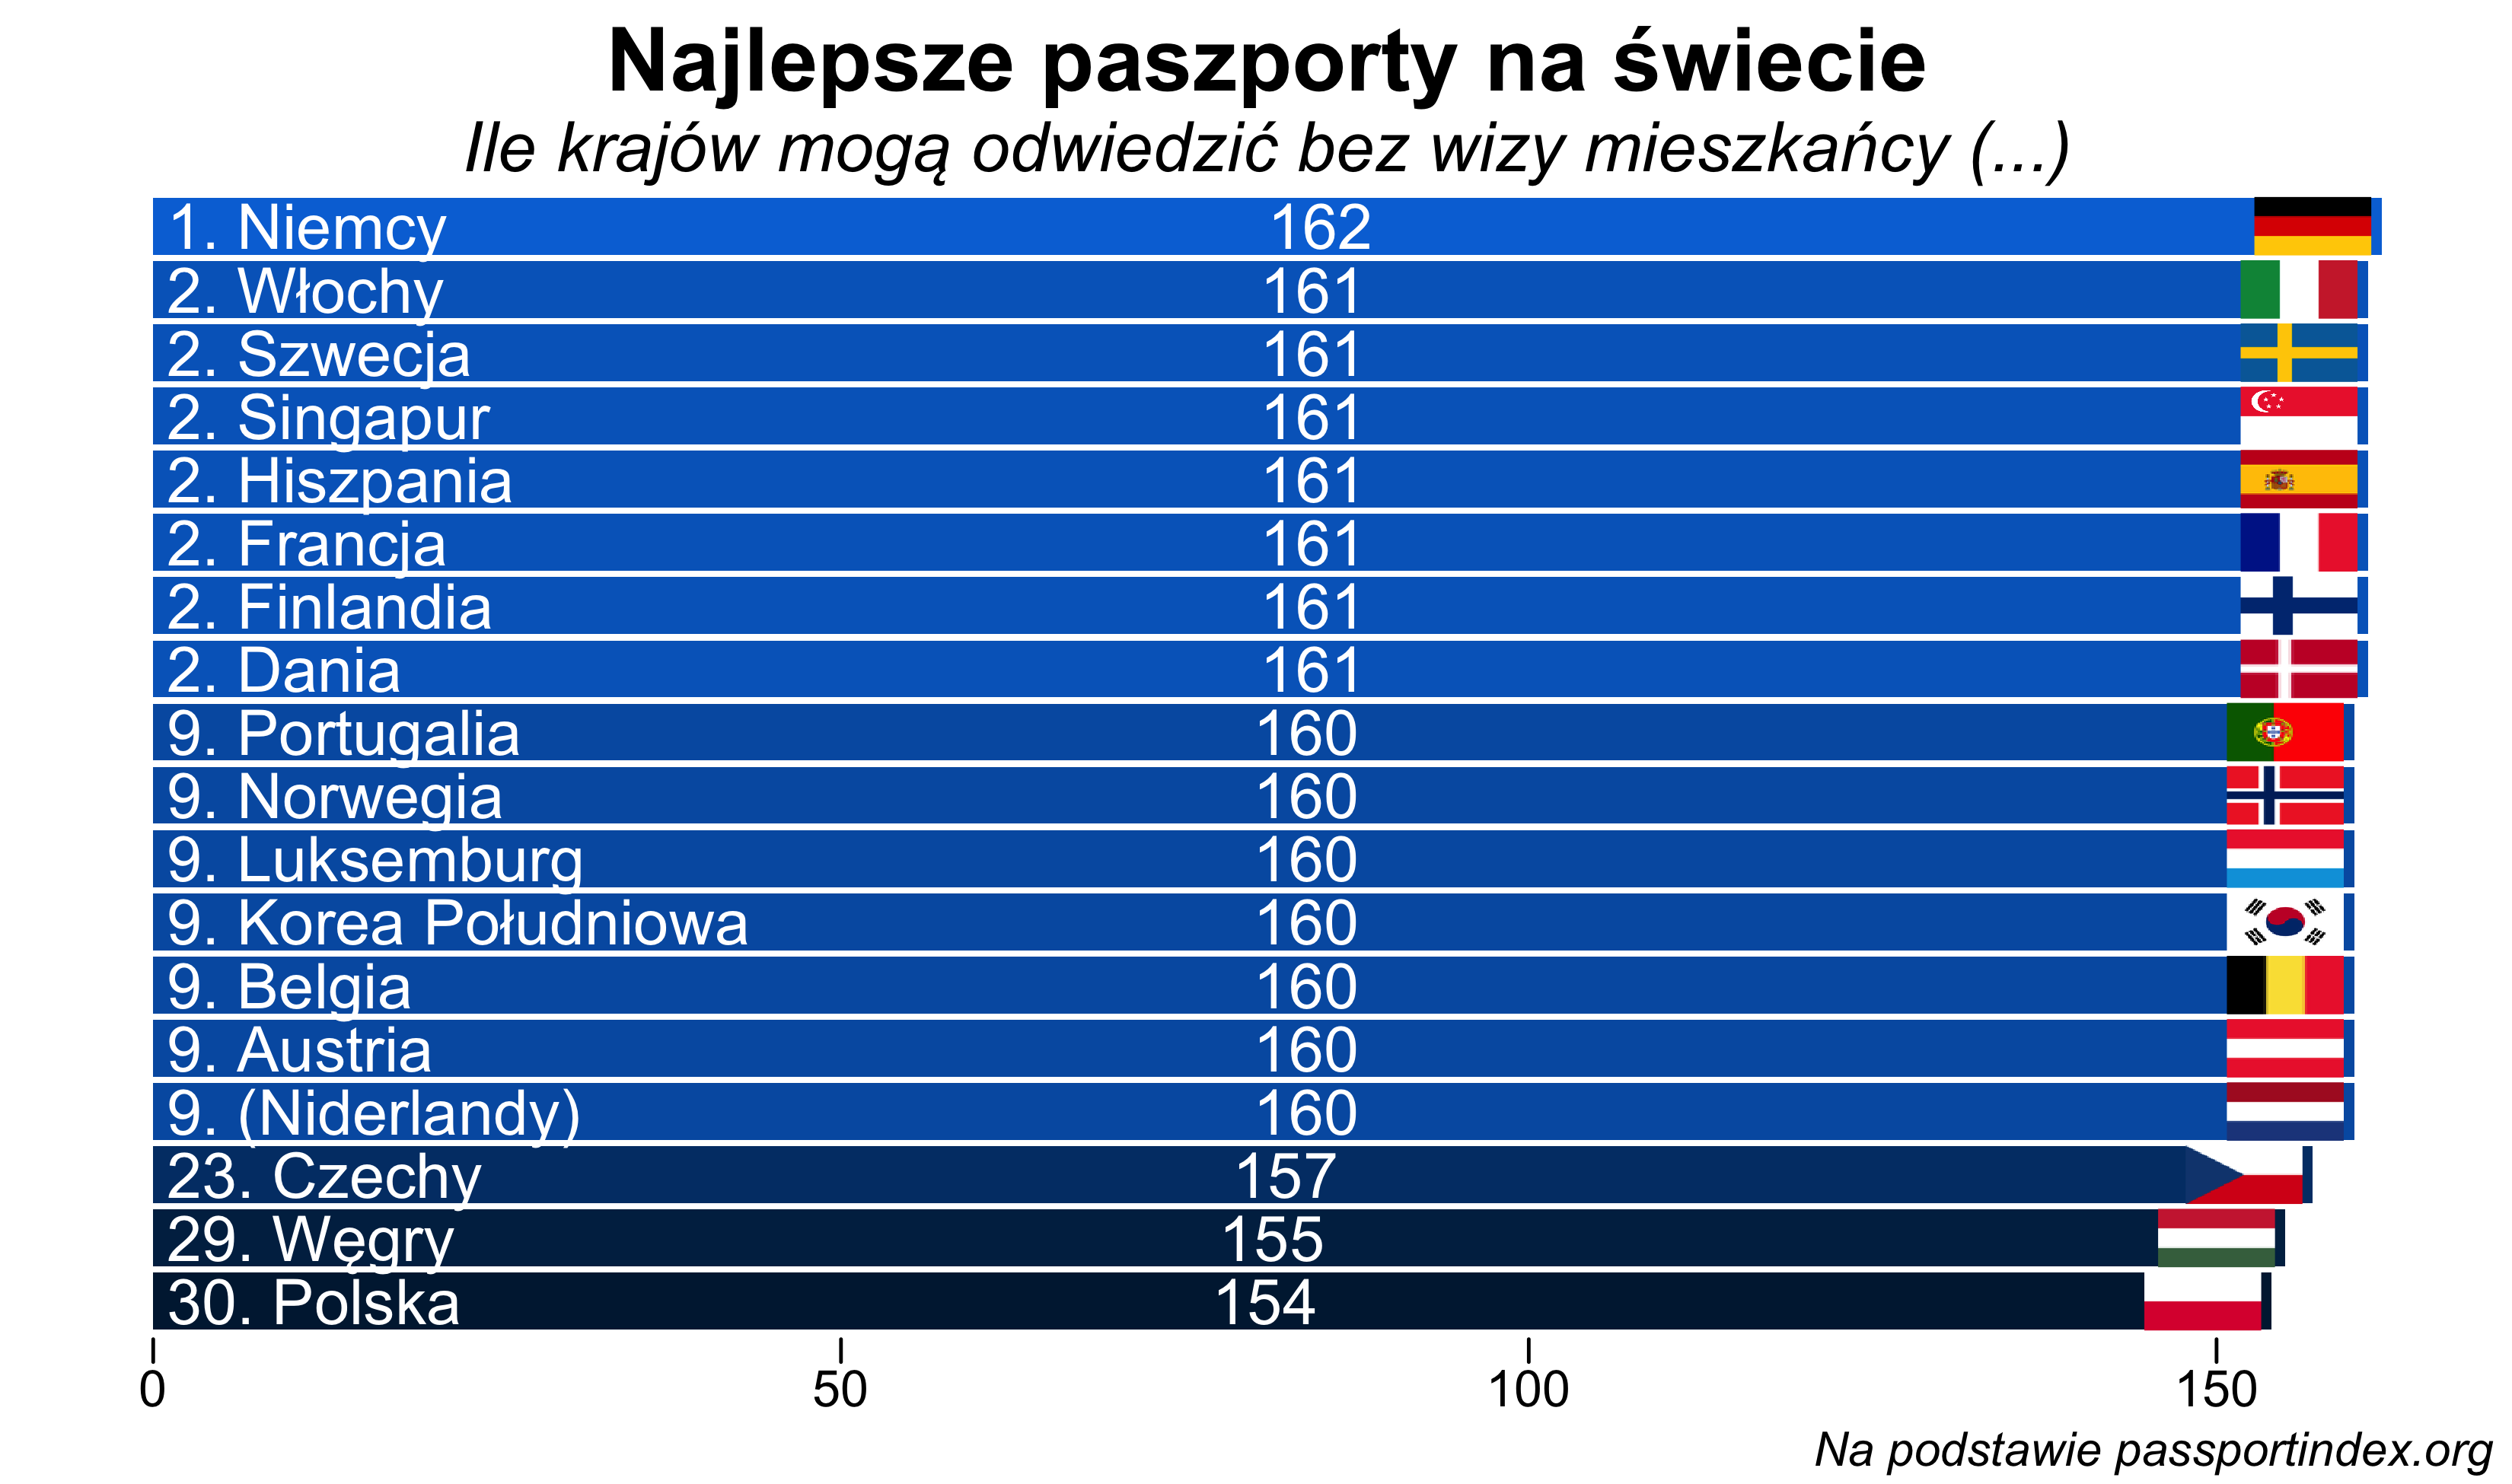 Najlepsze paszporty na świecie
Ile krajów mogą odwiedzić bez wizy mieszkańcy (...)
1. Niemcy 162
2. Włochy 161
2. Szwecja 161
2. Singapur 161
2. Hiszpania 161
2. Francja 161
2. Finlandia 161
2. Dania 161
9. Portugalia 160
9. Norwegia 160
9. Luksemburg 160
9. Korea Południowa 160
9. Belgia 160
9. Austria 160
9. (Niderlandy) 160
23. Czechy 157
29. Węgry 155
30. Polska 154
0 50 100 150
Na podstawie passportindex.org